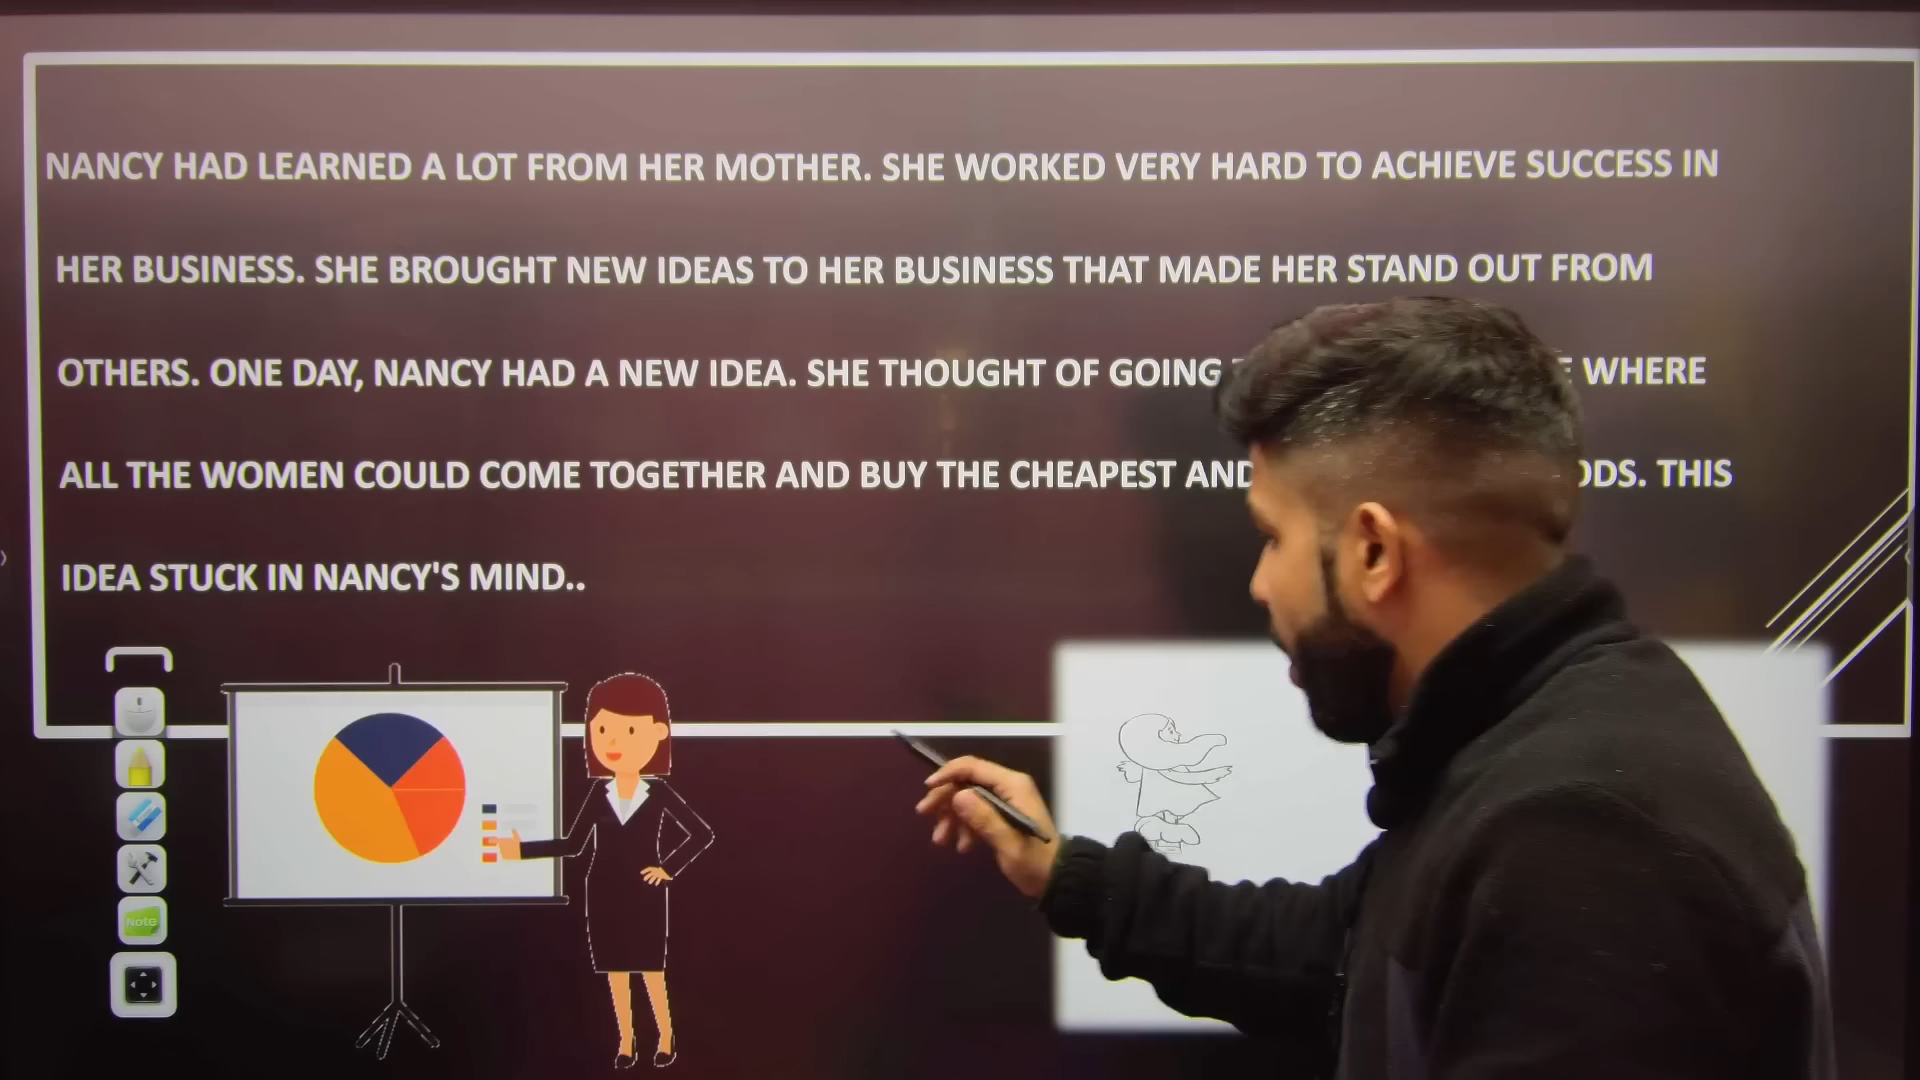 NANCY HAD LEARNED A LOT FROM HER MOTHER. SHE WORKED VERY HARD TO ACHIEVE SUCCESS IN
HER BUSINESS. SHE BROUGHT NEW IDEAS TO HER BUSINESS THAT MADE HER STAND OUT FROM
OTHERS. ONE DAY, NANCY HAD A NEW IDEA. SHE THOUGHT OF GOING WHERE
ALL THE WOMEN COULD COME TOGETHER AND BUY THE CHEAPEST AND THIS
IDEA STUCK IN NANCY'S MIND..
Note